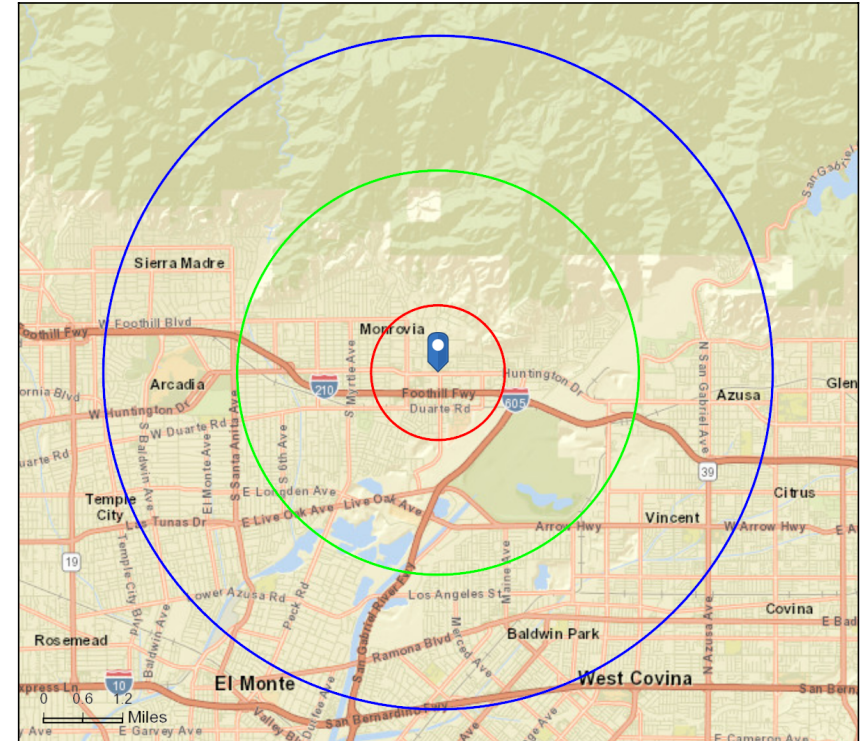 San Gabriel
Sierra Madre
Foothill Fwy
W Foothill Blvd
Monrovia
N San Gabriel Ave
Huntington Dr
Arcadia
210
S Myrtle Ave
Foothill Fwy
605
Azusa
Glen
ornia Blvd
W Huntington Dr
Duarte Rd
S Baldwin Ave
W Duarte Rd
El Monte Ave
S Santa Anita Ave
S 6th Ave
uarte Rd
39
Temple
City
E Longden Ave
Live Oak Ave
Citrus
Las Tunas Dr
E Live Oak Ave
Vincent
Arrow Hwy
W Arrow Hwy
E A
19
Temple City Blvd
Lower Azusa Rd
Peck Rd
San Gabriel River Fwy
Los Angeles St
Maine Ave
N Azusa Ave
Covina
E Bad
Rosemead
Baldwin Ave
Ramona Blvd
Merced Ave
Baldwin Park
10
xpress Ln
El Monte
West Covina
San Bern
0 0.6 1.2
Miles
Valley Bl
Durfee Ave
San Bernardino Fwy
y Ave
E Garvey Ave
Ave
nge Ave
E Cameron Ave